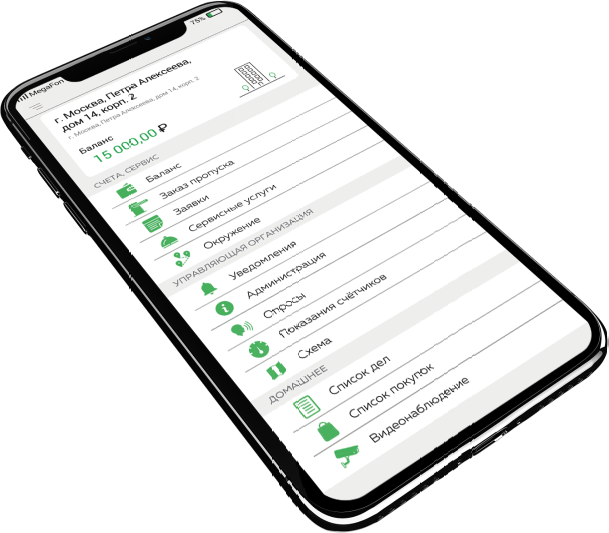 MegaFon
75%
г. Москва, Петра Алексеева,
дом 14, корп. 2
г. Москва, Петра Алексеева, дом 14, корп. 2
Баланс
15 000,00 ₽
СЧЕТА, СЕРВИС
Баланс
Заказ пропуска
Заявки
Сервисные услуги
Окружение
УПРАВЛЯЮЩАЯ ОРГАНИЗАЦИЯ
Уведомления
Администрация
Спросы
Показания счётчиков
Схема
ДОМАШНЕЕ
Список дел
Список покупок
Видеонаблюдение